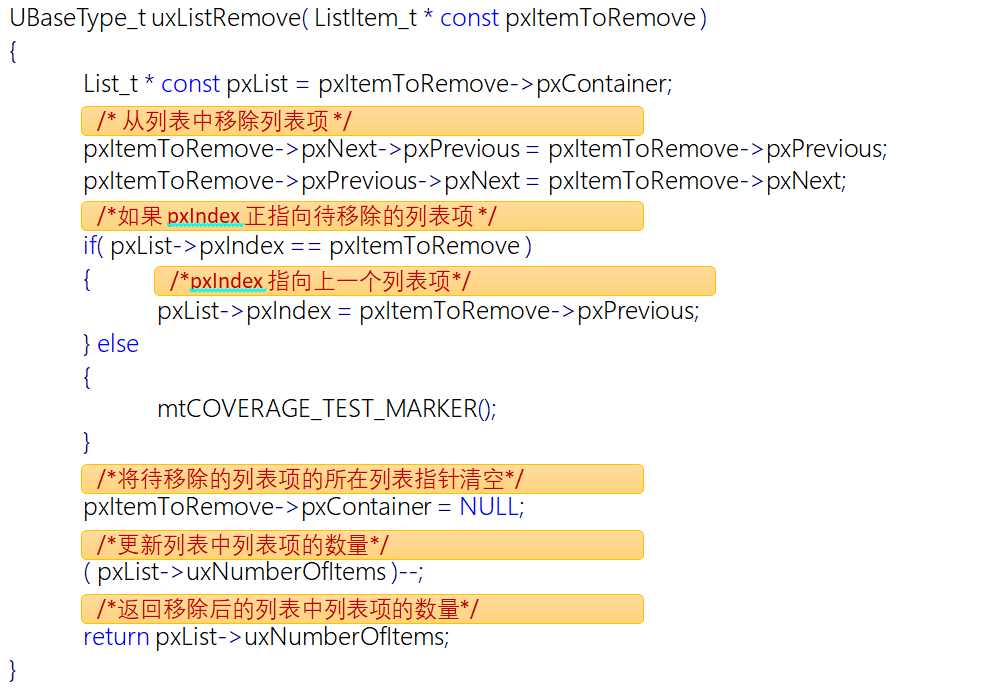 UBaseType_t uxListRemove( ListItem_t * const pxItemToRemove )
{
List_t * const pxList = pxItemToRemove->pxContainer;
/* 从列表中移除列表项 */
pxItemToRemove->pxNext->pxPrevious = pxItemToRemove->pxPrevious;
pxItemToRemove->pxPrevious->pxNext = pxItemToRemove->pxNext;
/*如果 pxIndex 正指向待移除的列表项 */
if( pxList->pxIndex == pxItemToRemove )
{ /*pxIndex 指向上一个列表项*/
pxList->pxIndex = pxItemToRemove->pxPrevious;
} else
{
mtCOVERAGE_TEST_MARKER();
}
/*将待移除的列表项的所在列表指针清空*/
pxItemToRemove->pxContainer = NULL;
/*更新列表中列表项的数量*/
( pxList->uxNumberOfItems )--;
/*返回移除后的列表中列表项的数量*/
return pxList->uxNumberOfItems;
}